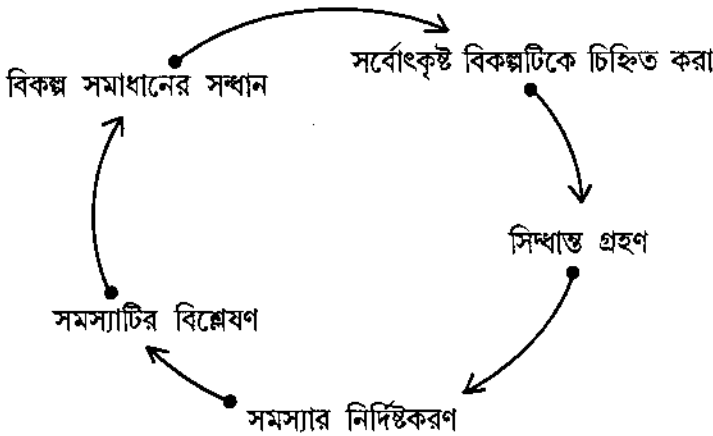 সর্বোৎকৃষ্ট বিকল্পটিকে চিহ্নিত করা
বিকল্প সমাধানের সন্ধান
সিদ্ধান্ত গ্রহণ
সমস্যাটির বিশ্লেষণ
সমস্যার নির্দিষ্টকরণ